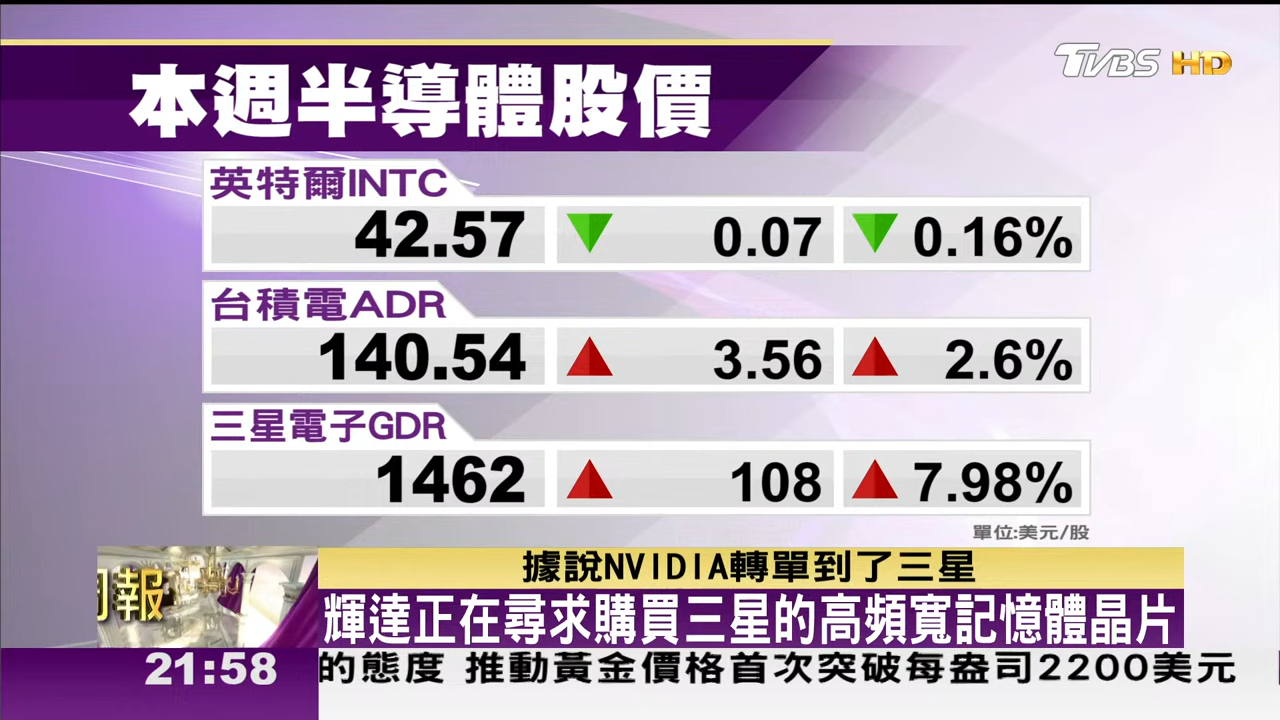 TVBS HD
本週半導體股價
英特爾INTC
42.57 ▼ 0.07 ▼ 0.16%
台積電ADR
140.54 ▲ 3.56 ▲ 2.6%
三星電子GDR
1462 ▲ 108 ▲ 7.98%
單位:美元/股
據說NVIDIA轉單到了三星
周報
輝達正在尋求購買三星的高頻寬記憶體晶片
21:58
的態度 推動黃金價格首次突破每盎司2200美元